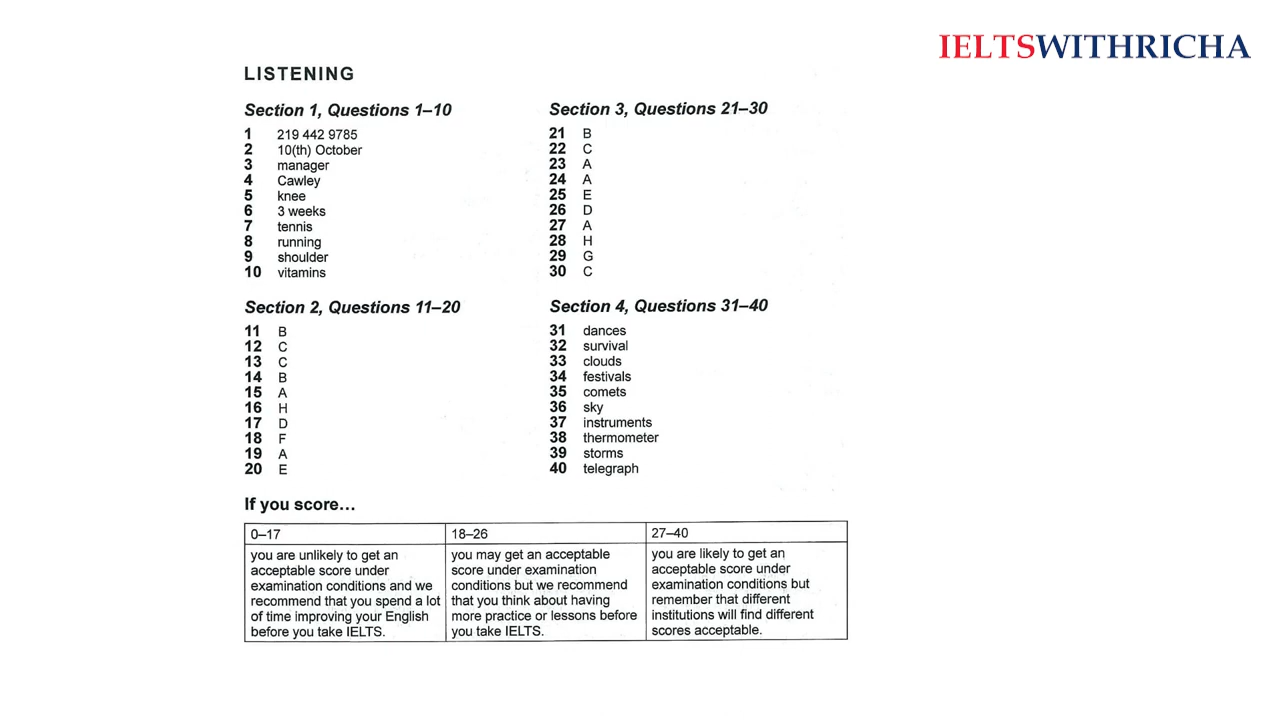 IELTSWITHRICHA
LISTENING
Section 1, Questions 1–10
1 219 442 9785
2 10(th) October
3 manager
4 Cawley
5 knee
6 3 weeks
7 tennis
8 running
9 shoulder
10 vitamins
Section 2, Questions 11–20
11 B
12 C
13 C
14 B
15 A
16 H
17 D
18 F
19 A
20 E
Section 3, Questions 21–30
21 B
22 C
23 A
24 A
25 E
26 D
27 A
28 H
29 G
30 C
Section 4, Questions 31–40
31 dances
32 survival
33 clouds
34 festivals
35 comets
36 sky
37 instruments
38 thermometer
39 storms
40 telegraph
If you score…
0–17
you are unlikely to get an
acceptable score under
examination conditions and we
recommend that you spend a lot
of time improving your English
before you take IELTS.
18–26
you may get an acceptable
score under examination
conditions but we recommend
that you think about having
more practice or lessons before
you take IELTS.
27–40
you are likely to get an
acceptable score under
examination conditions but
remember that different
institutions will find different
scores acceptable.